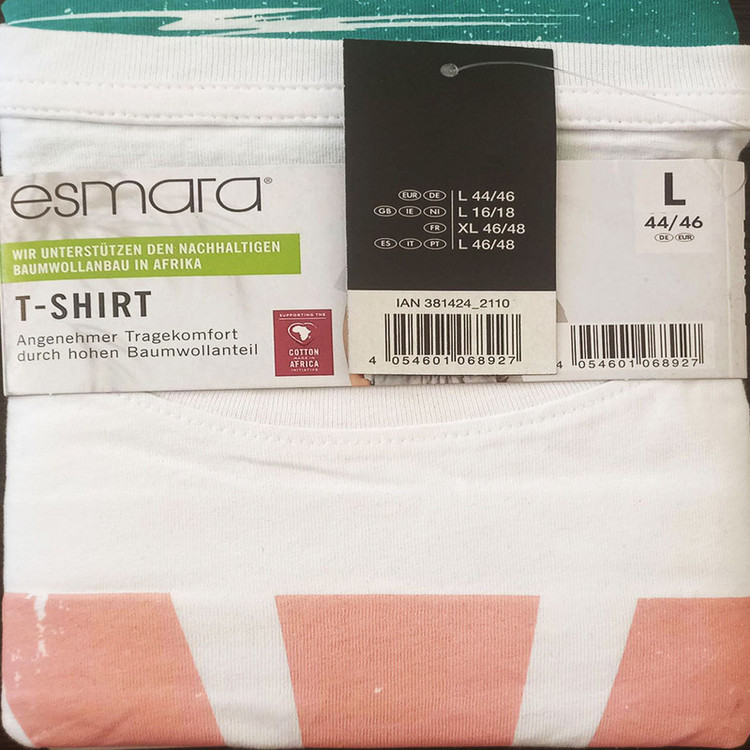 esmara®
WIR UNTERSTÜTZEN DEN NACHHALTIGEN
BAUMWOLLANBAU IN AFRIKA
T-SHIRT
Angenehmer Tragekomfort
durch hohen Baumwollanteil
SUPPORTING THE
COTTON
MADE IN
AFRICA
INITIATIVE
EUR DE L 44/46
GB IE NI L 16/18
FR XL 46/48
ES IT PT L 46/48
IAN 381424_2110
4 054601 068927
L
44/46
DE EUR
4 054601 068927